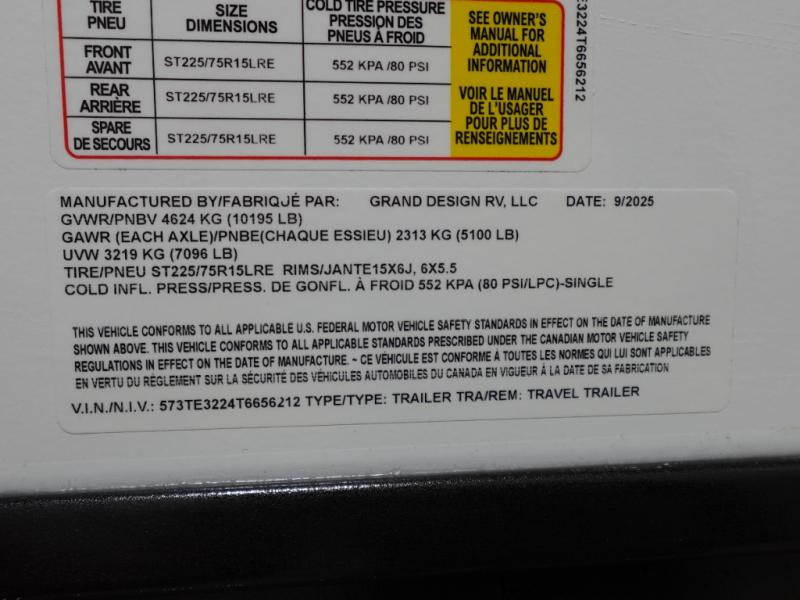 TIRE SIZE COLD TIRE PRESSURE
PNEU DIMENSIONS PRESSION DES
PNEUS À FROID
FRONT
AVANT ST225/75R15LRE 552 KPA /80 PSI
REAR
ARRIÈRE ST225/75R15LRE 552 KPA /80 PSI
SPARE
DE SECOURS ST225/75R15LRE 552 KPA /80 PSI
SEE OWNER'S
MANUAL FOR
ADDITIONAL
INFORMATION
VOIR LE MANUEL
DE L'USAGER
POUR PLUS DE
RENSEIGNEMENTS
E3224T6656212
MANUFACTURED BY/FABRIQJÉ PAR: GRAND DESIGN RV, LLC DATE: 9/2025
GVWR/PNBV 4624 KG (10195 LB)
GAWR (EACH AXLE)/PNBE(CHAQUE ESSIEU) 2313 KG (5100 LB)
UVW 3219 KG (7096 LB)
TIRE/PNEU ST225/75R15LRE RIMS/JANTE15X6J, 6X5.5
COLD INFL. PRESS/PRESS. DE GONFL. À FROID 552 KPA (80 PSI/LPC)-SINGLE
THIS VEHICLE CONFORMS TO ALL APPLICABLE U.S. FEDERAL MOTOR VEHICLE SAFETY STANDARDS IN EFFECT ON THE DATE OF MANUFACTURE
SHOWN ABOVE. THIS VEHICLE CONFORMS TO ALL APPLICABLE STANDARDS PRESCRIBED UNDER THE CANADIAN MOTOR VEHICLE SAFETY
REGULATIONS IN EFFECT ON THE DATE OF MANUFACTURE. ~ CE VÉHICULE EST CONFORME À TOUTES LES NORMES QUI LUI SONT APPLICABLES
EN VERTU DU RÈGLEMENT SUR LA SÉCURITÉ DES VÉHICULES AUTOMOBILES DU CANADA EN VIGUEUR À LA DATE DE SA FABRICATION
V.I.N./N.I.V.: 573TE3224T6656212 TYPE/TYPE: TRAILER TRA/REM: TRAVEL TRAILER